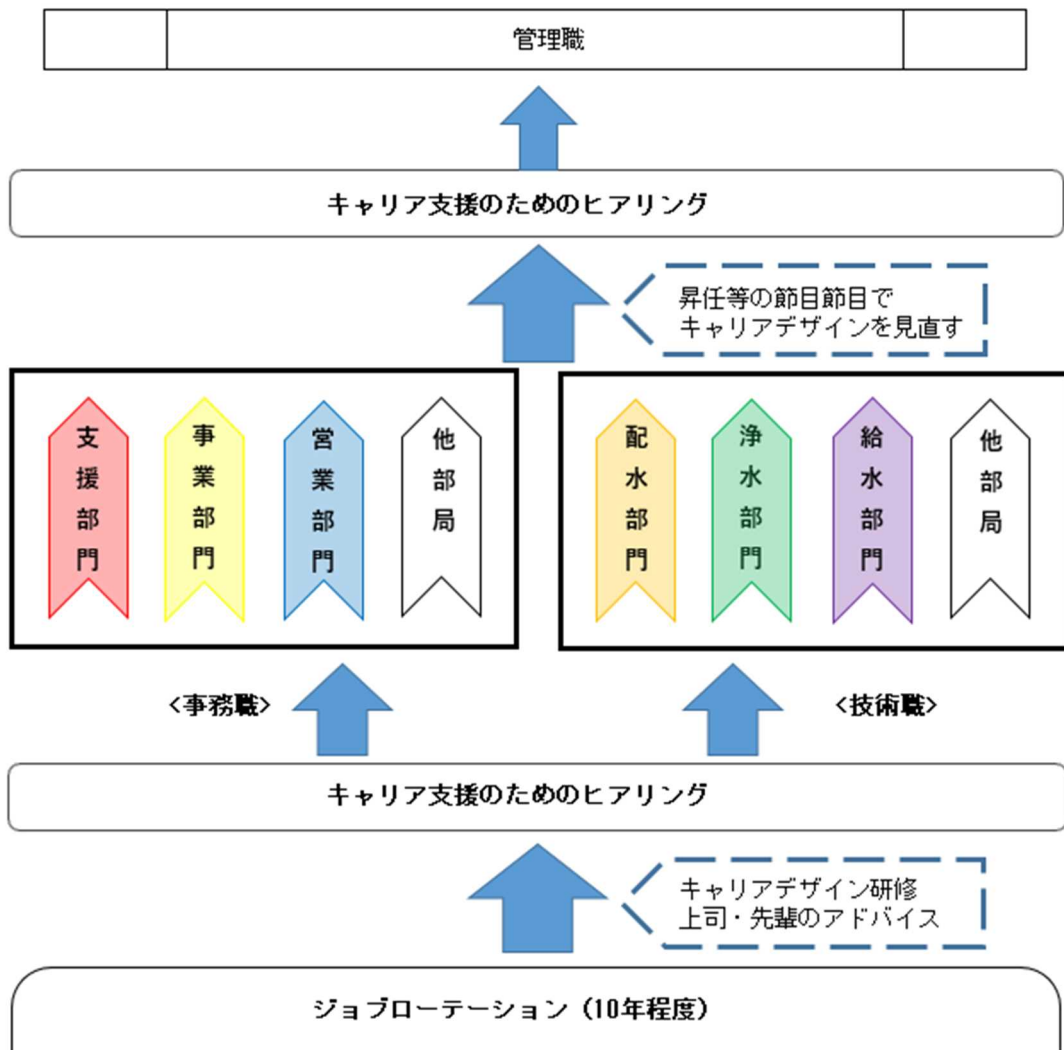 管理職
キャリア支援のためのヒアリング
昇任等の節目節目で
キャリアデザインを見直す
支援部門
事業部門
営業部門
他部局
配水部門
浄水部門
給水部門
他部局
<事務職>
<技術職>
キャリア支援のためのヒアリング
キャリアデザイン研修
上司・先輩のアドバイス
ジョブローテーション（10年程度）